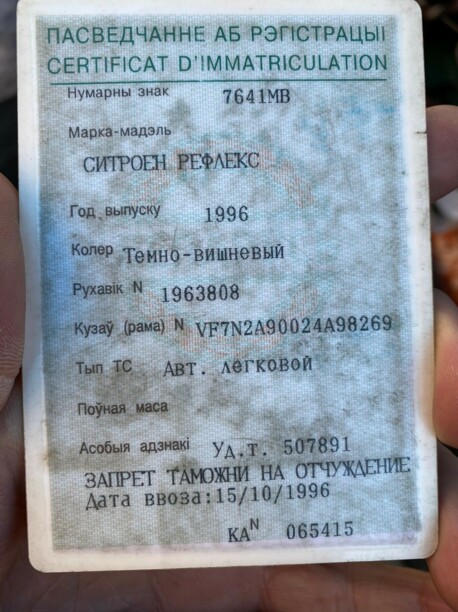 ПАСВЕДЧАННЕ АБ РЭГІСТРАЦЫІ
CERTIFICAT D'IMMATRICULATION
Нумарны знак 7641МВ
Марка-мадэль
СИТРОЕН РЕФЛЕКС
Год выпуску 1996
Колер Темно-вишневый
Рухавік N 1963808
Кузаў (рама) N VF7N2A90024A98269
Тып ТС Авт. легковой
Поўная маса
Асобыя адзнакі Уд.т. 507891
ЗАПРЕТ ТАМОЖНИ НА ОТЧУЖДЕНИЕ
Дата ввоза:15/10/1996
КА N 065415